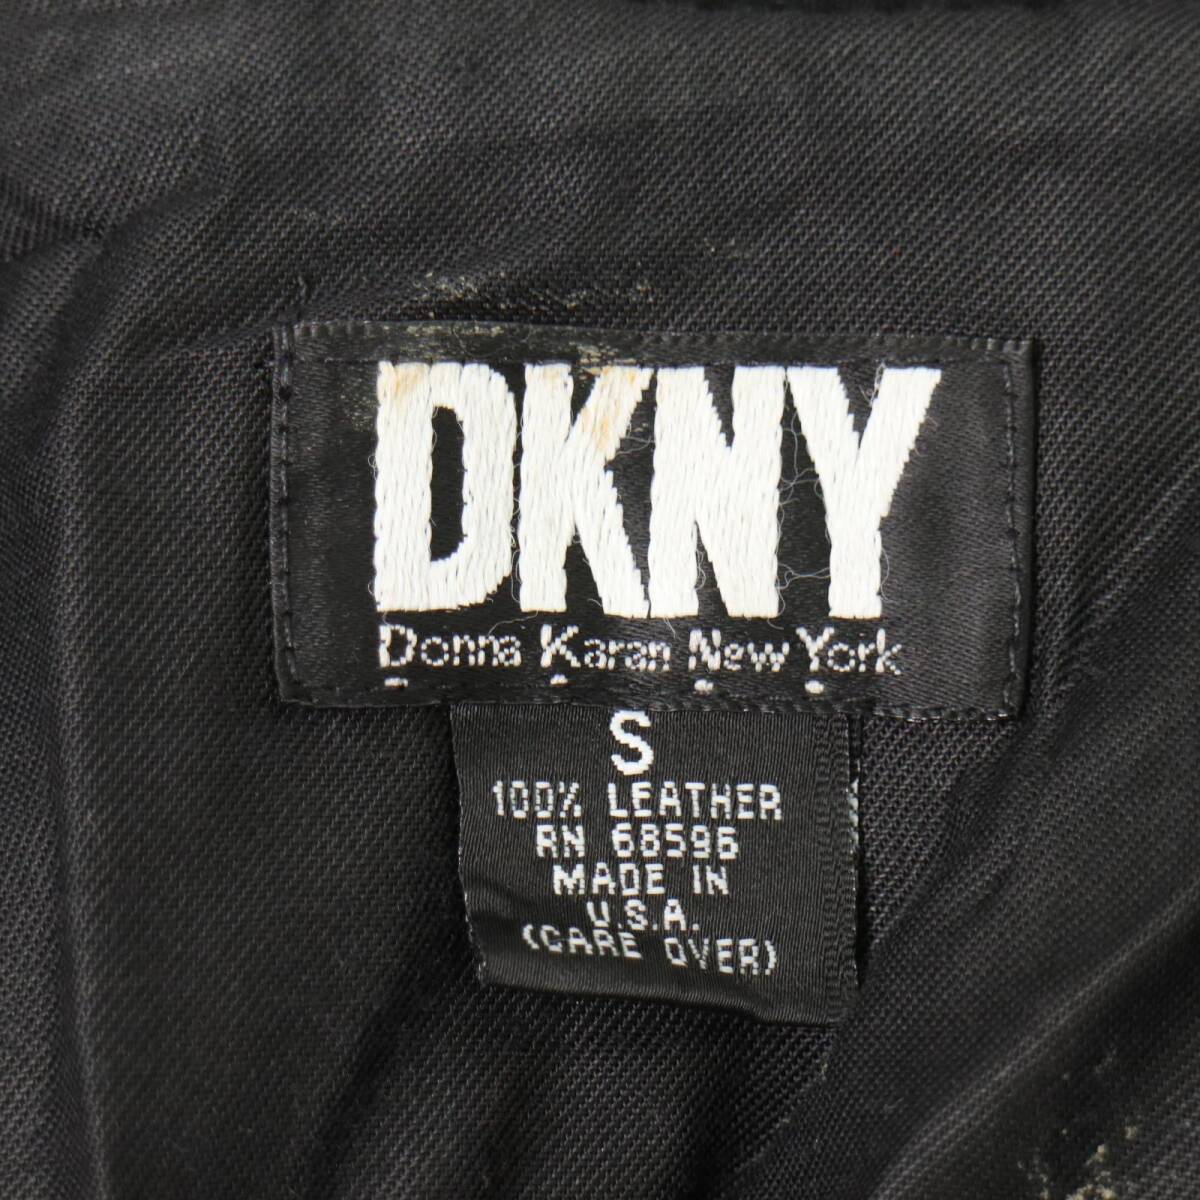 DKNY
Donna Karan New York
S
100% LEATHER
RN 68596
MADE IN
U.S.A.
(CARE OVER)